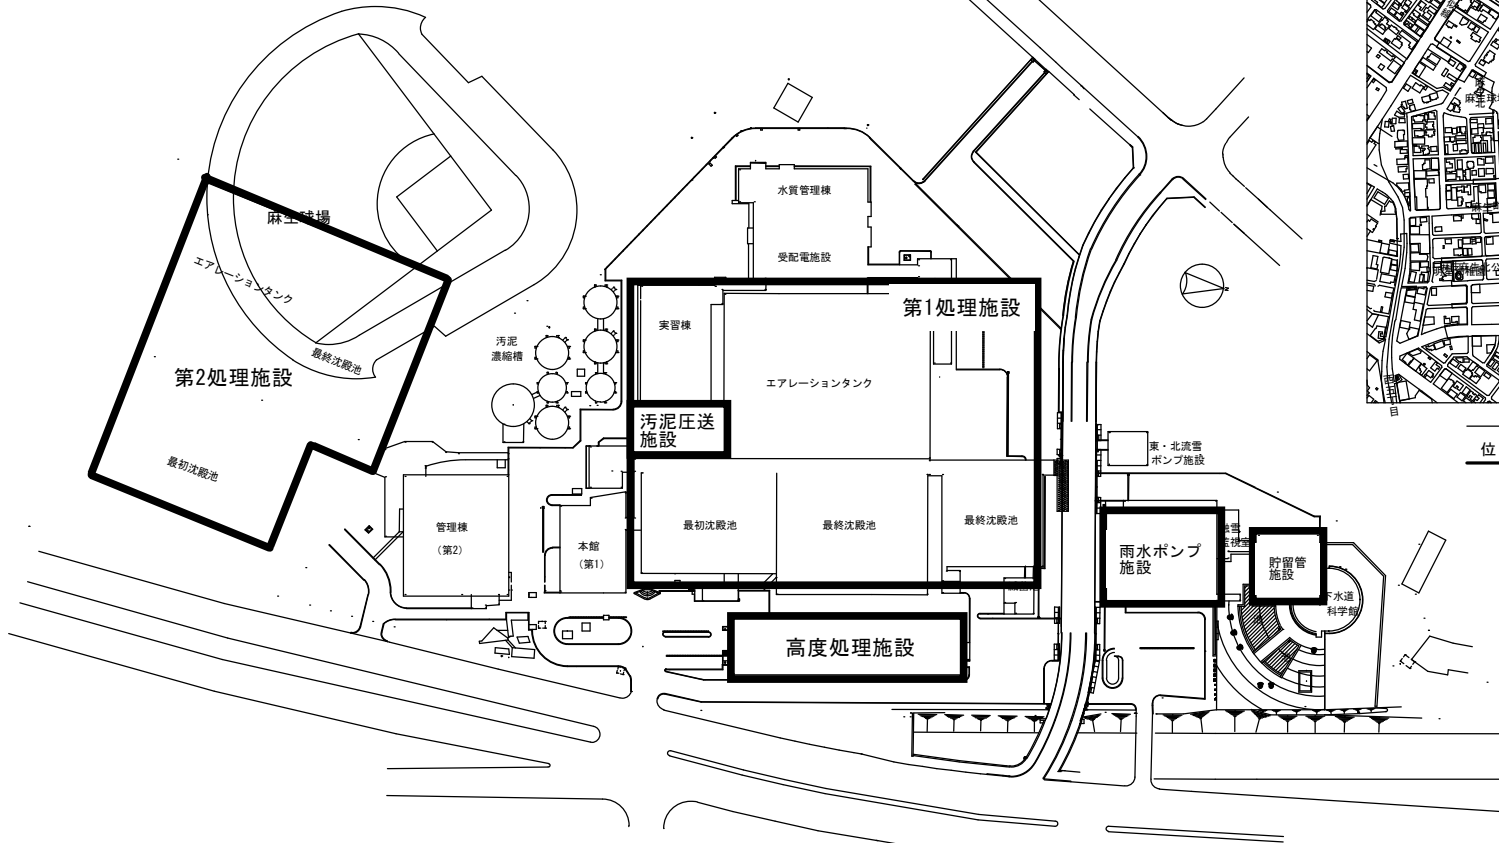 麻生球場
エアレーションタンク
最終沈殿池
第2処理施設
最初沈殿池
汚泥
濃縮槽
管理棟
（第2）
本館
（第1）
水質管理棟
受配電施設
第1処理施設
実習棟
エアレーションタンク
汚泥圧送
施設
最初沈殿池
最終沈殿池
最終沈殿池
高度処理施設
N
東・北流雪
ポンプ施設
雨水ポンプ
施設
貯留管
施設
下水道
科学館
位